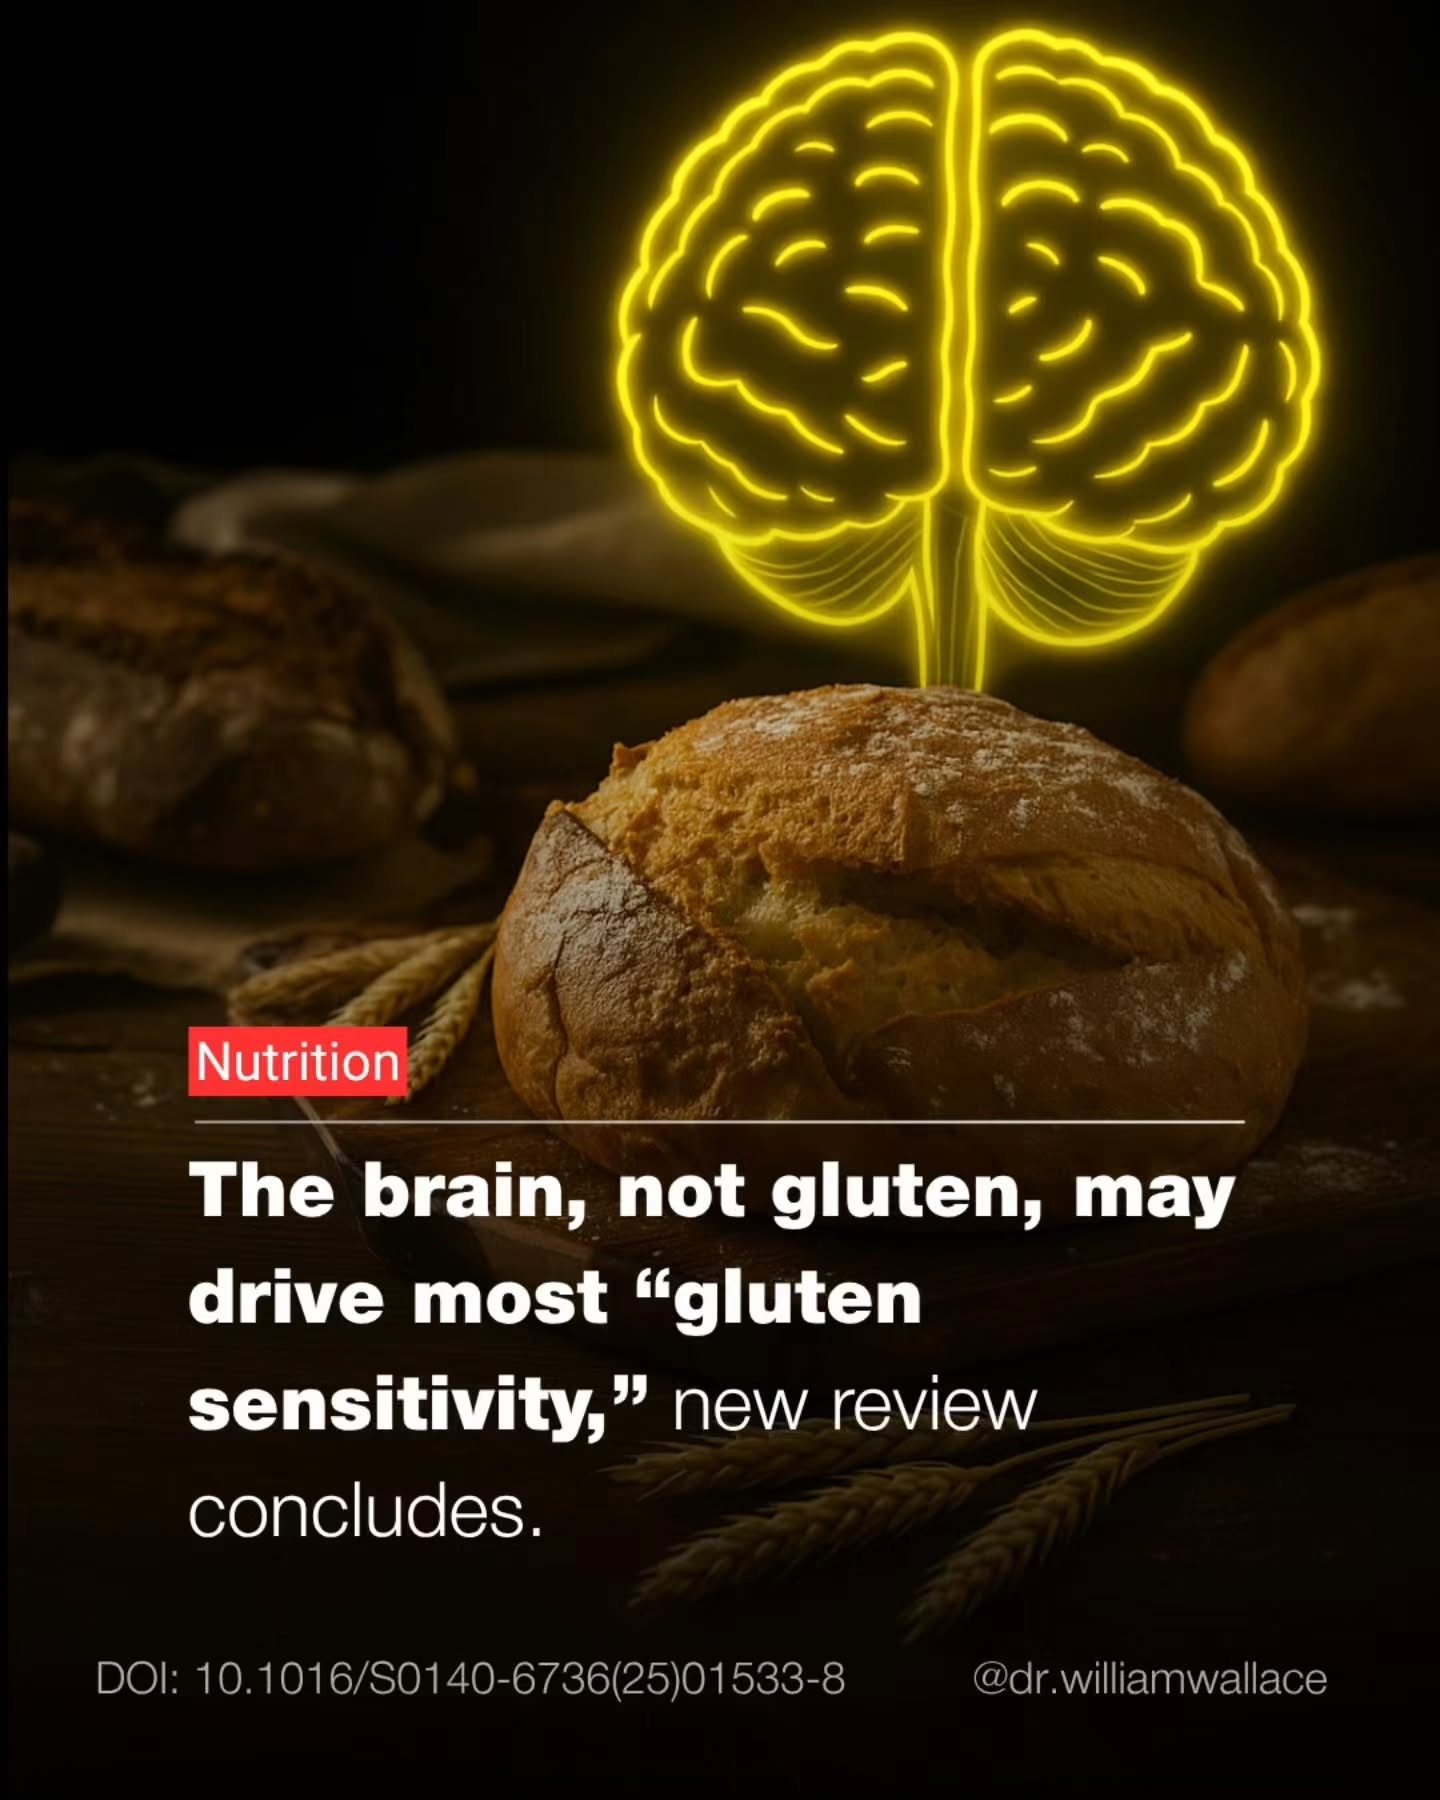 Nutrition
The brain, not gluten, may
drive most “gluten
sensitivity,” new review
concludes.
DOI: 10.1016/S0140-6736(25)01533-8
@dr.williamwallace